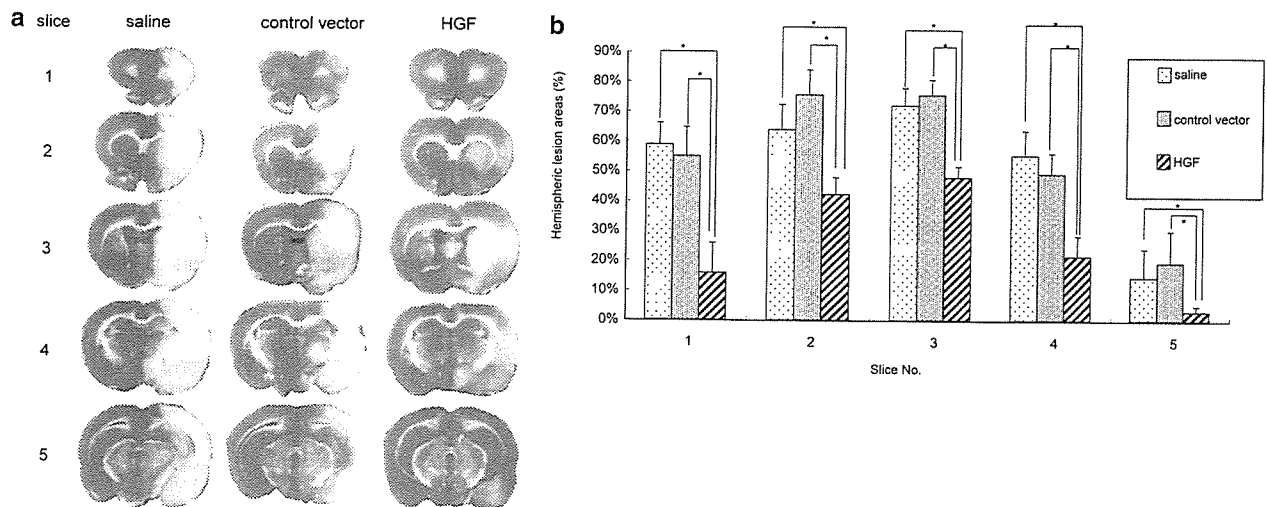 a slice saline control vector HGF
1
2
3
4
5
b
* * * *
* * * *
90%
80%
70%
60%
50%
40%
30%
20%
10%
0%
Hemispheric lesion areas (%)
saline
control vector
HGF
*
*
1 2 3 4 5
Slice No.